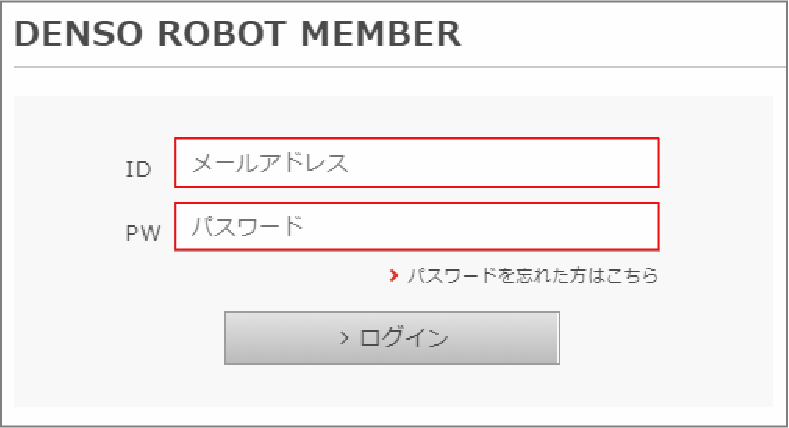 DENSO ROBOT MEMBER
ID メールアドレス
PW パスワード
› パスワードを忘れた方はこちら
› ログイン